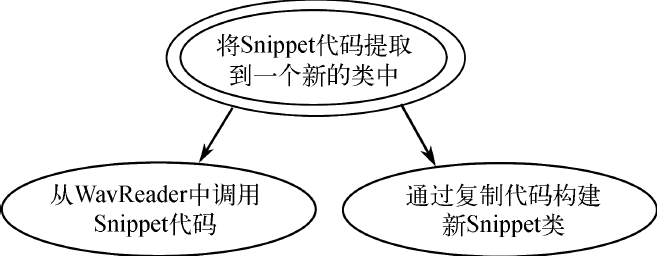 将Snippet代码提取
到一个新的类中
从WavReader中调用
Snippet代码
通过复制代码构建
新Snippet类